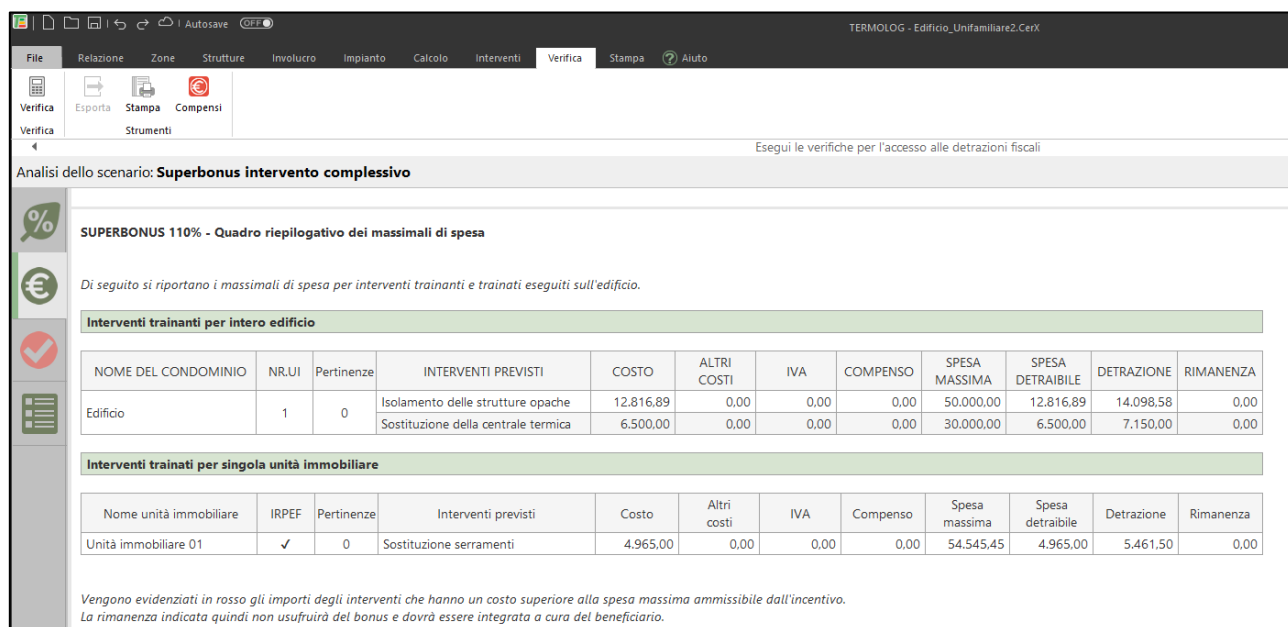 Autosave OFF
TERMOLOG - Edificio_Unifamiliare2.CerX
File Relazione Zone Strutture Involucro Impianto Calcolo Interventi Verifica Stampa ? Aiuto
Verifica Esporta Stampa Compensi
Verifica Strumenti
Esegui le verifiche per l'accesso alle detrazioni fiscali
Analisi dello scenario: Superbonus intervento complessivo
SUPERBONUS 110% - Quadro riepilogativo dei massimali di spesa
Di seguito si riportano i massimali di spesa per interventi trainanti e trainati eseguiti sull'edificio.
Interventi trainanti per intero edificio
NOME DEL CONDOMINIO NR.UI Pertinenze INTERVENTI PREVISTI COSTO ALTRI COSTI IVA COMPENSO SPESA MASSIMA SPESA DETRAIBILE DETRAZIONE RIMANENZA
Edificio 1 0 Isolamento delle strutture opache 12.816,89 0,00 0,00 0,00 50.000,00 12.816,89 14.098,58 0,00
Sostituzione della centrale termica 6.500,00 0,00 0,00 0,00 30.000,00 6.500,00 7.150,00 0,00
Interventi trainati per singola unità immobiliare
Nome unità immobiliare IRPEF Pertinenze Interventi previsti Costo Altri costi IVA Compenso Spesa massima Spesa detraibile Detrazione Rimanenza
Unità immobiliare 01 ✓ 0 Sostituzione serramenti 4.965,00 0,00 0,00 0,00 54.545,45 4.965,00 5.461,50 0,00
Vengono evidenziati in rosso gli importi degli interventi che hanno un costo superiore alla spesa massima ammissibile dall'incentivo.
La rimanenza indicata quindi non usufruirà del bonus e dovrà essere integrata a cura del beneficiario.